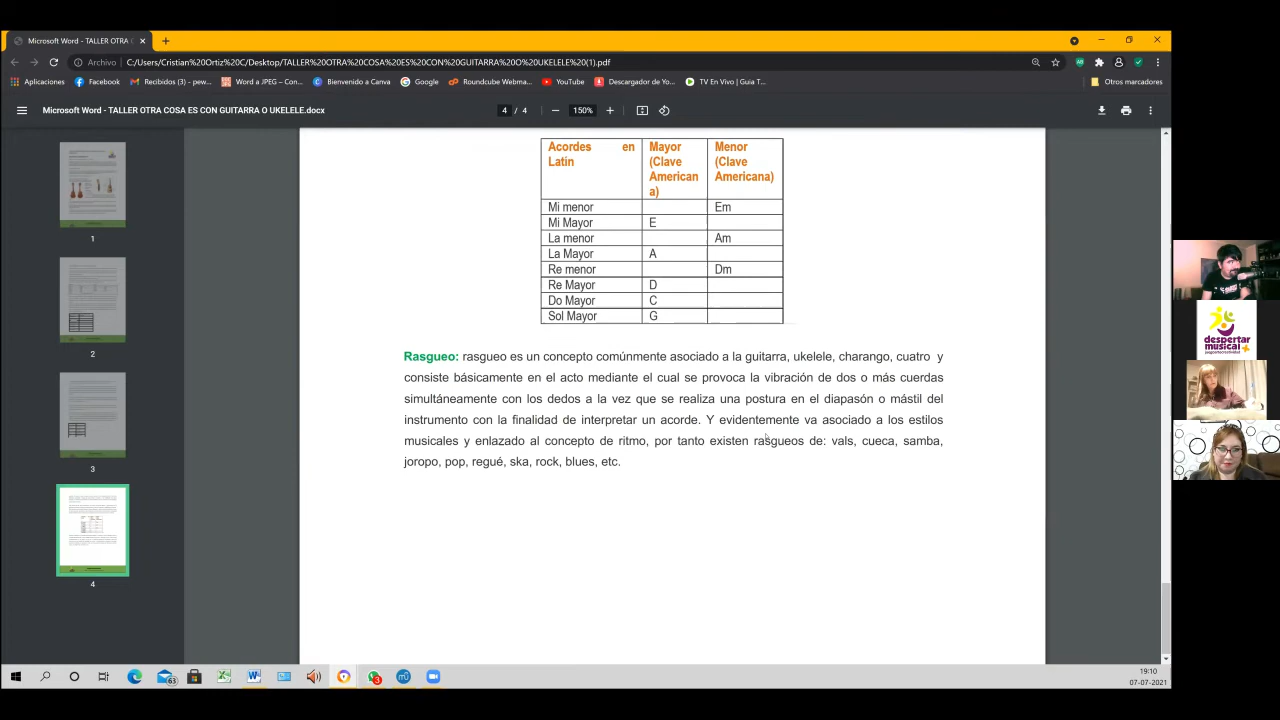 Microsoft Word - TALLER OTRA C
Archivo
C:/Users/Cristian%20Ortiz%20C/Desktop/TALLER%20OTRA%20COSA%20ES%20CON%20GUITARRA%20O%20UKELELE%20(1).pdf
Aplicaciones
Facebook
Recibidos (3) - pew...
Word a JPEG – Con...
Bienvenido a Canva
Google
Roundcube Webma...
YouTube
Descargador de Yo...
TV En Vivo | Guia T...
Otros marcadores
Microsoft Word - TALLER OTRA COSA ES CON GUITARRA O UKELELE.docx
4 / 4
150%
1
2
3
4
Acordes en Latin
Mayor (Clave American a)
Menor (Clave Americana)
Mi menor Em
Mi Mayor E
La menor Am
La Mayor A
Re menor Dm
Re Mayor D
Do Mayor C
Sol Mayor G
Rasgueo: rasgueo es un concepto comúnmente asociado a la guitarra, ukelele, charango, cuatro y
consiste básicamente en el acto mediante el cual se provoca la vibración de dos o más cuerdas
simultáneamente con los dedos a la vez que se realiza una postura en el diapasón o mástil del
instrumento con la finalidad de interpretar un acorde. Y evidentemente va asociado a los estilos
musicales y enlazado al concepto de ritmo, por tanto existen rasgueos de: vals, cueca, samba,
joropo, pop, regué, ska, rock, blues, etc.
despertar
musical
63
3
19:10
07-07-2021